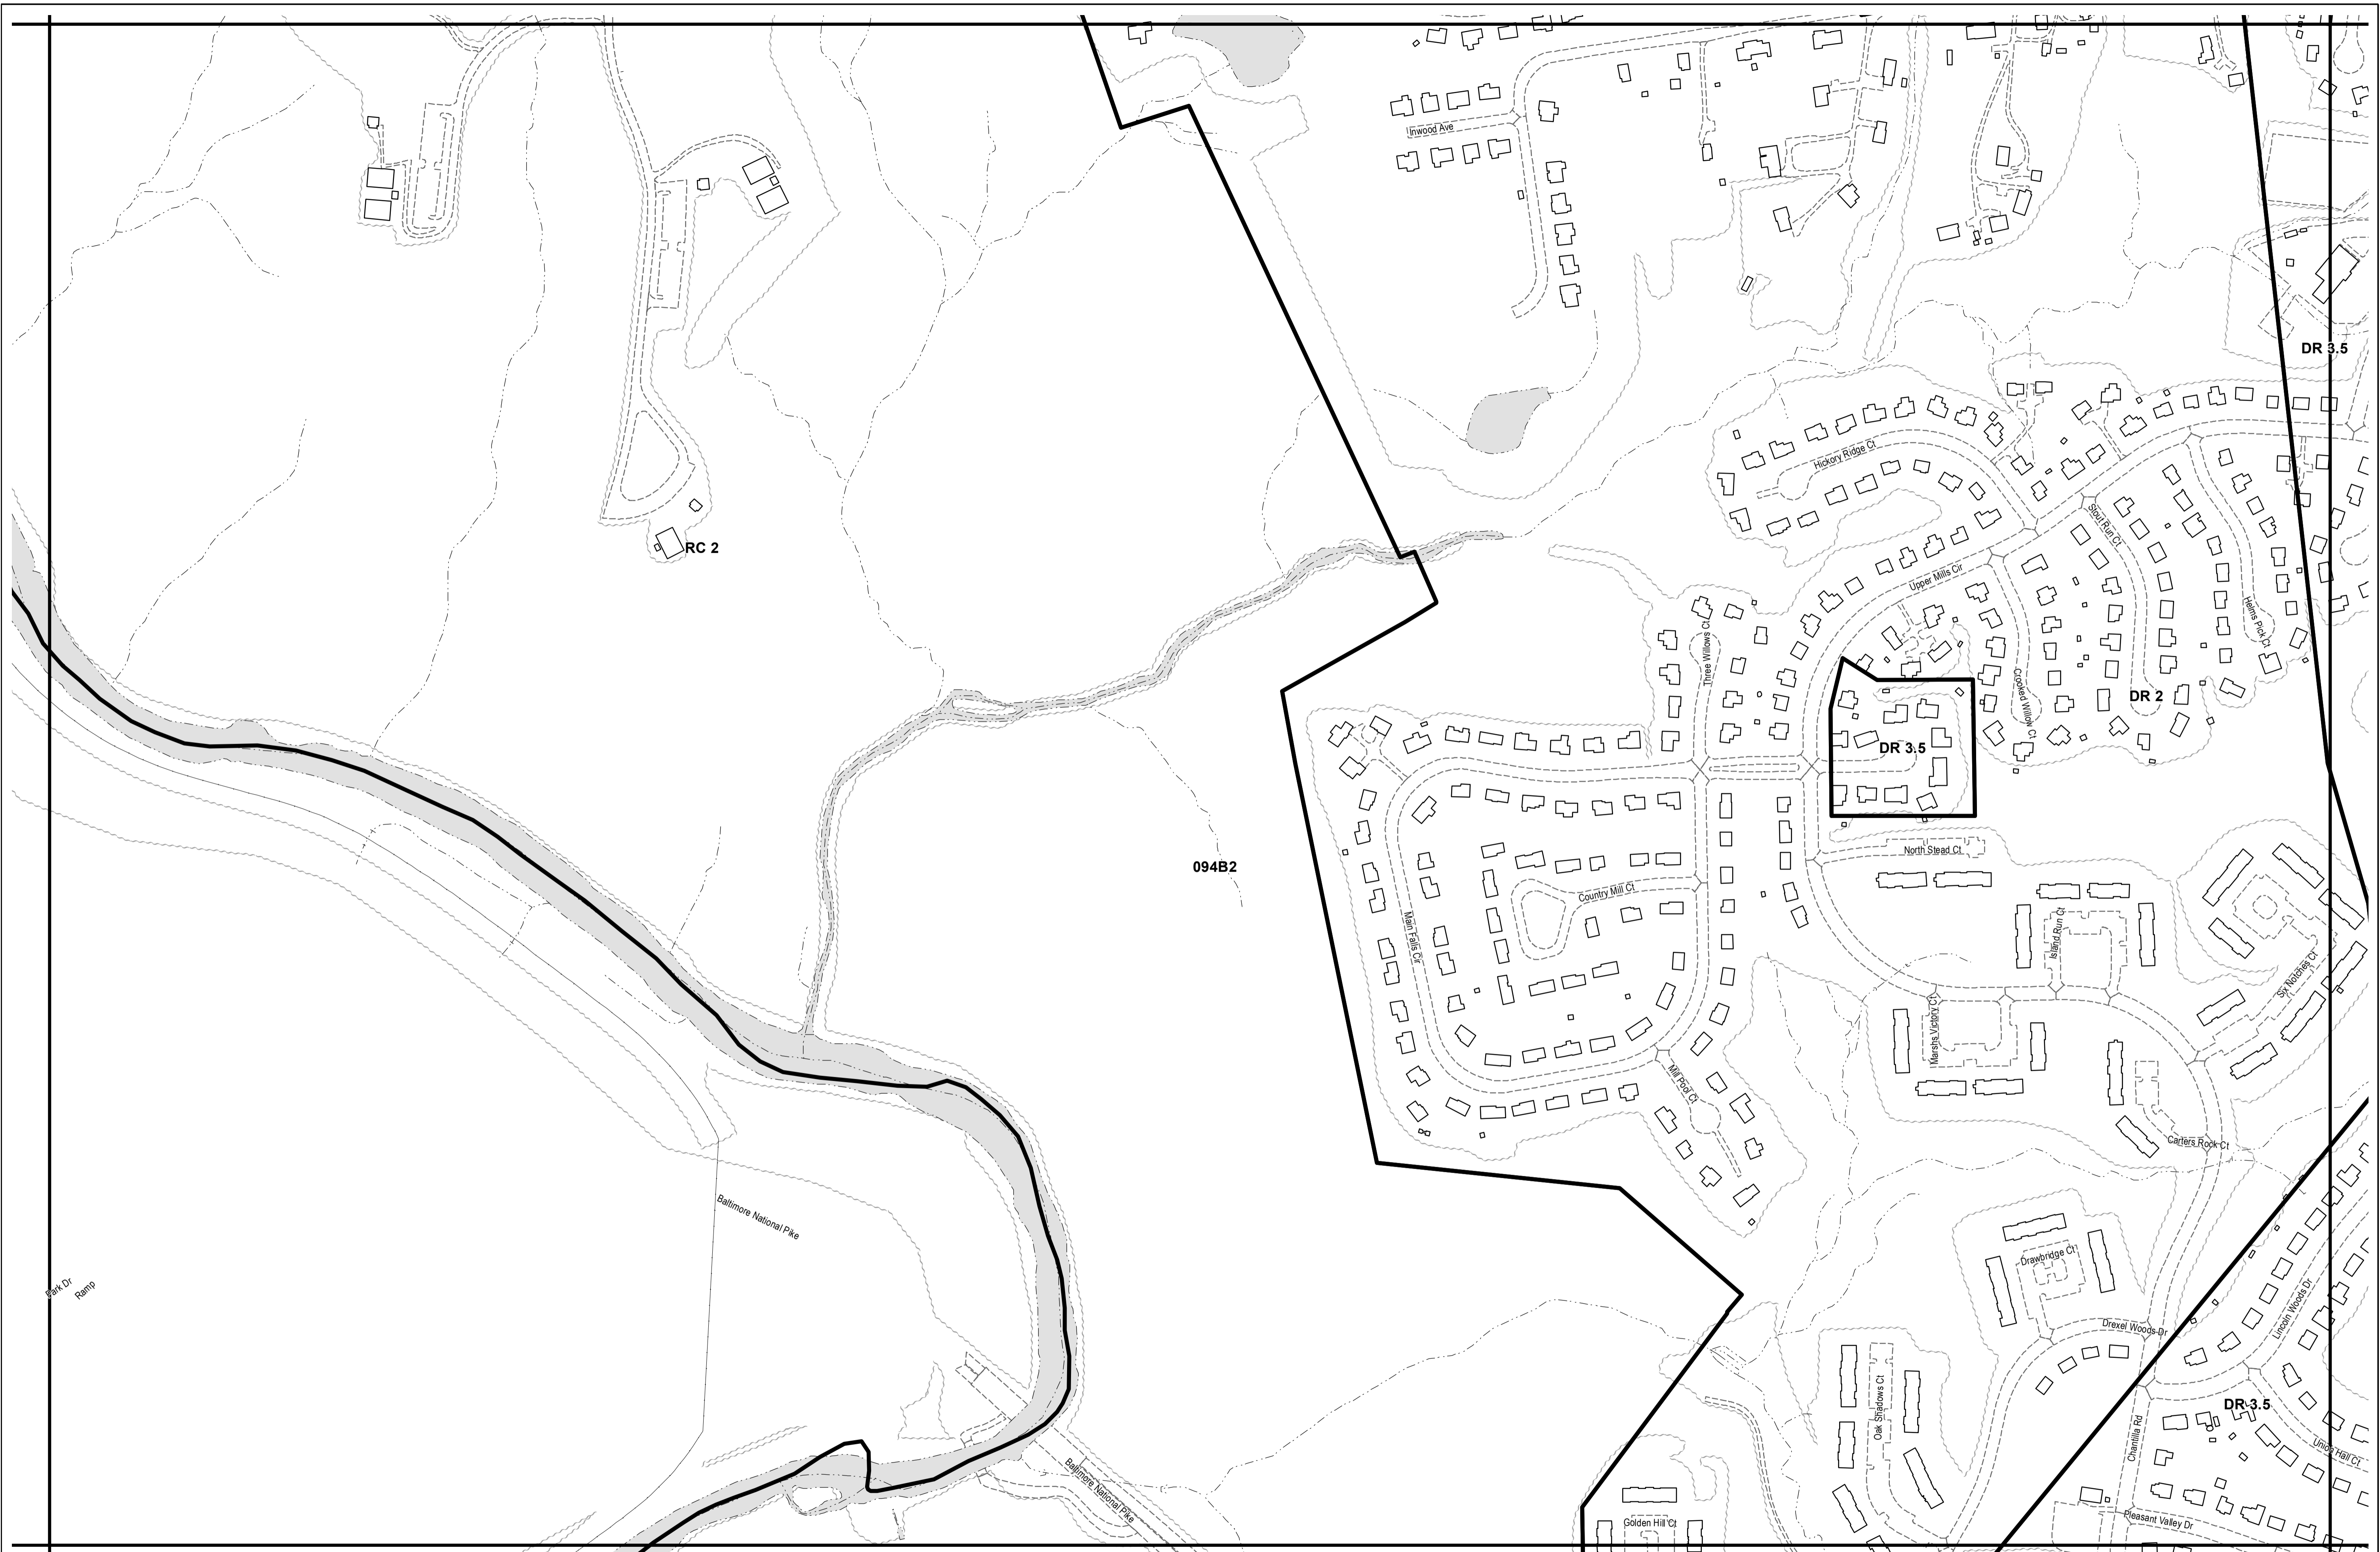 Inwood Ave
DR 3.5
Hickory Ridge Ct
Stout Run Ct
RC 2
Upper Mills Cir
Helms Pick Ct
Three Willows Ct
Crooked Willow Ct
DR 2
DR 3.5
North Stead Ct
094B2
Country Mill Ct
Main Falls Cir
Island Run Ct
Six Notches Ct
Marshs Victory Ct
Mill Pool Ct
Carters Rock Ct
Baltimore National Pike
Drawbridge Ct
Park Dr
Ramp
Lincoln Woods Dr
Drexel Woods Dr
Oak Shadows Ct
DR 3.5
Chantilla Rd
Union Hall Ct
Baltimore National Pike
Golden Hill Ct
Pleasant Valley Dr